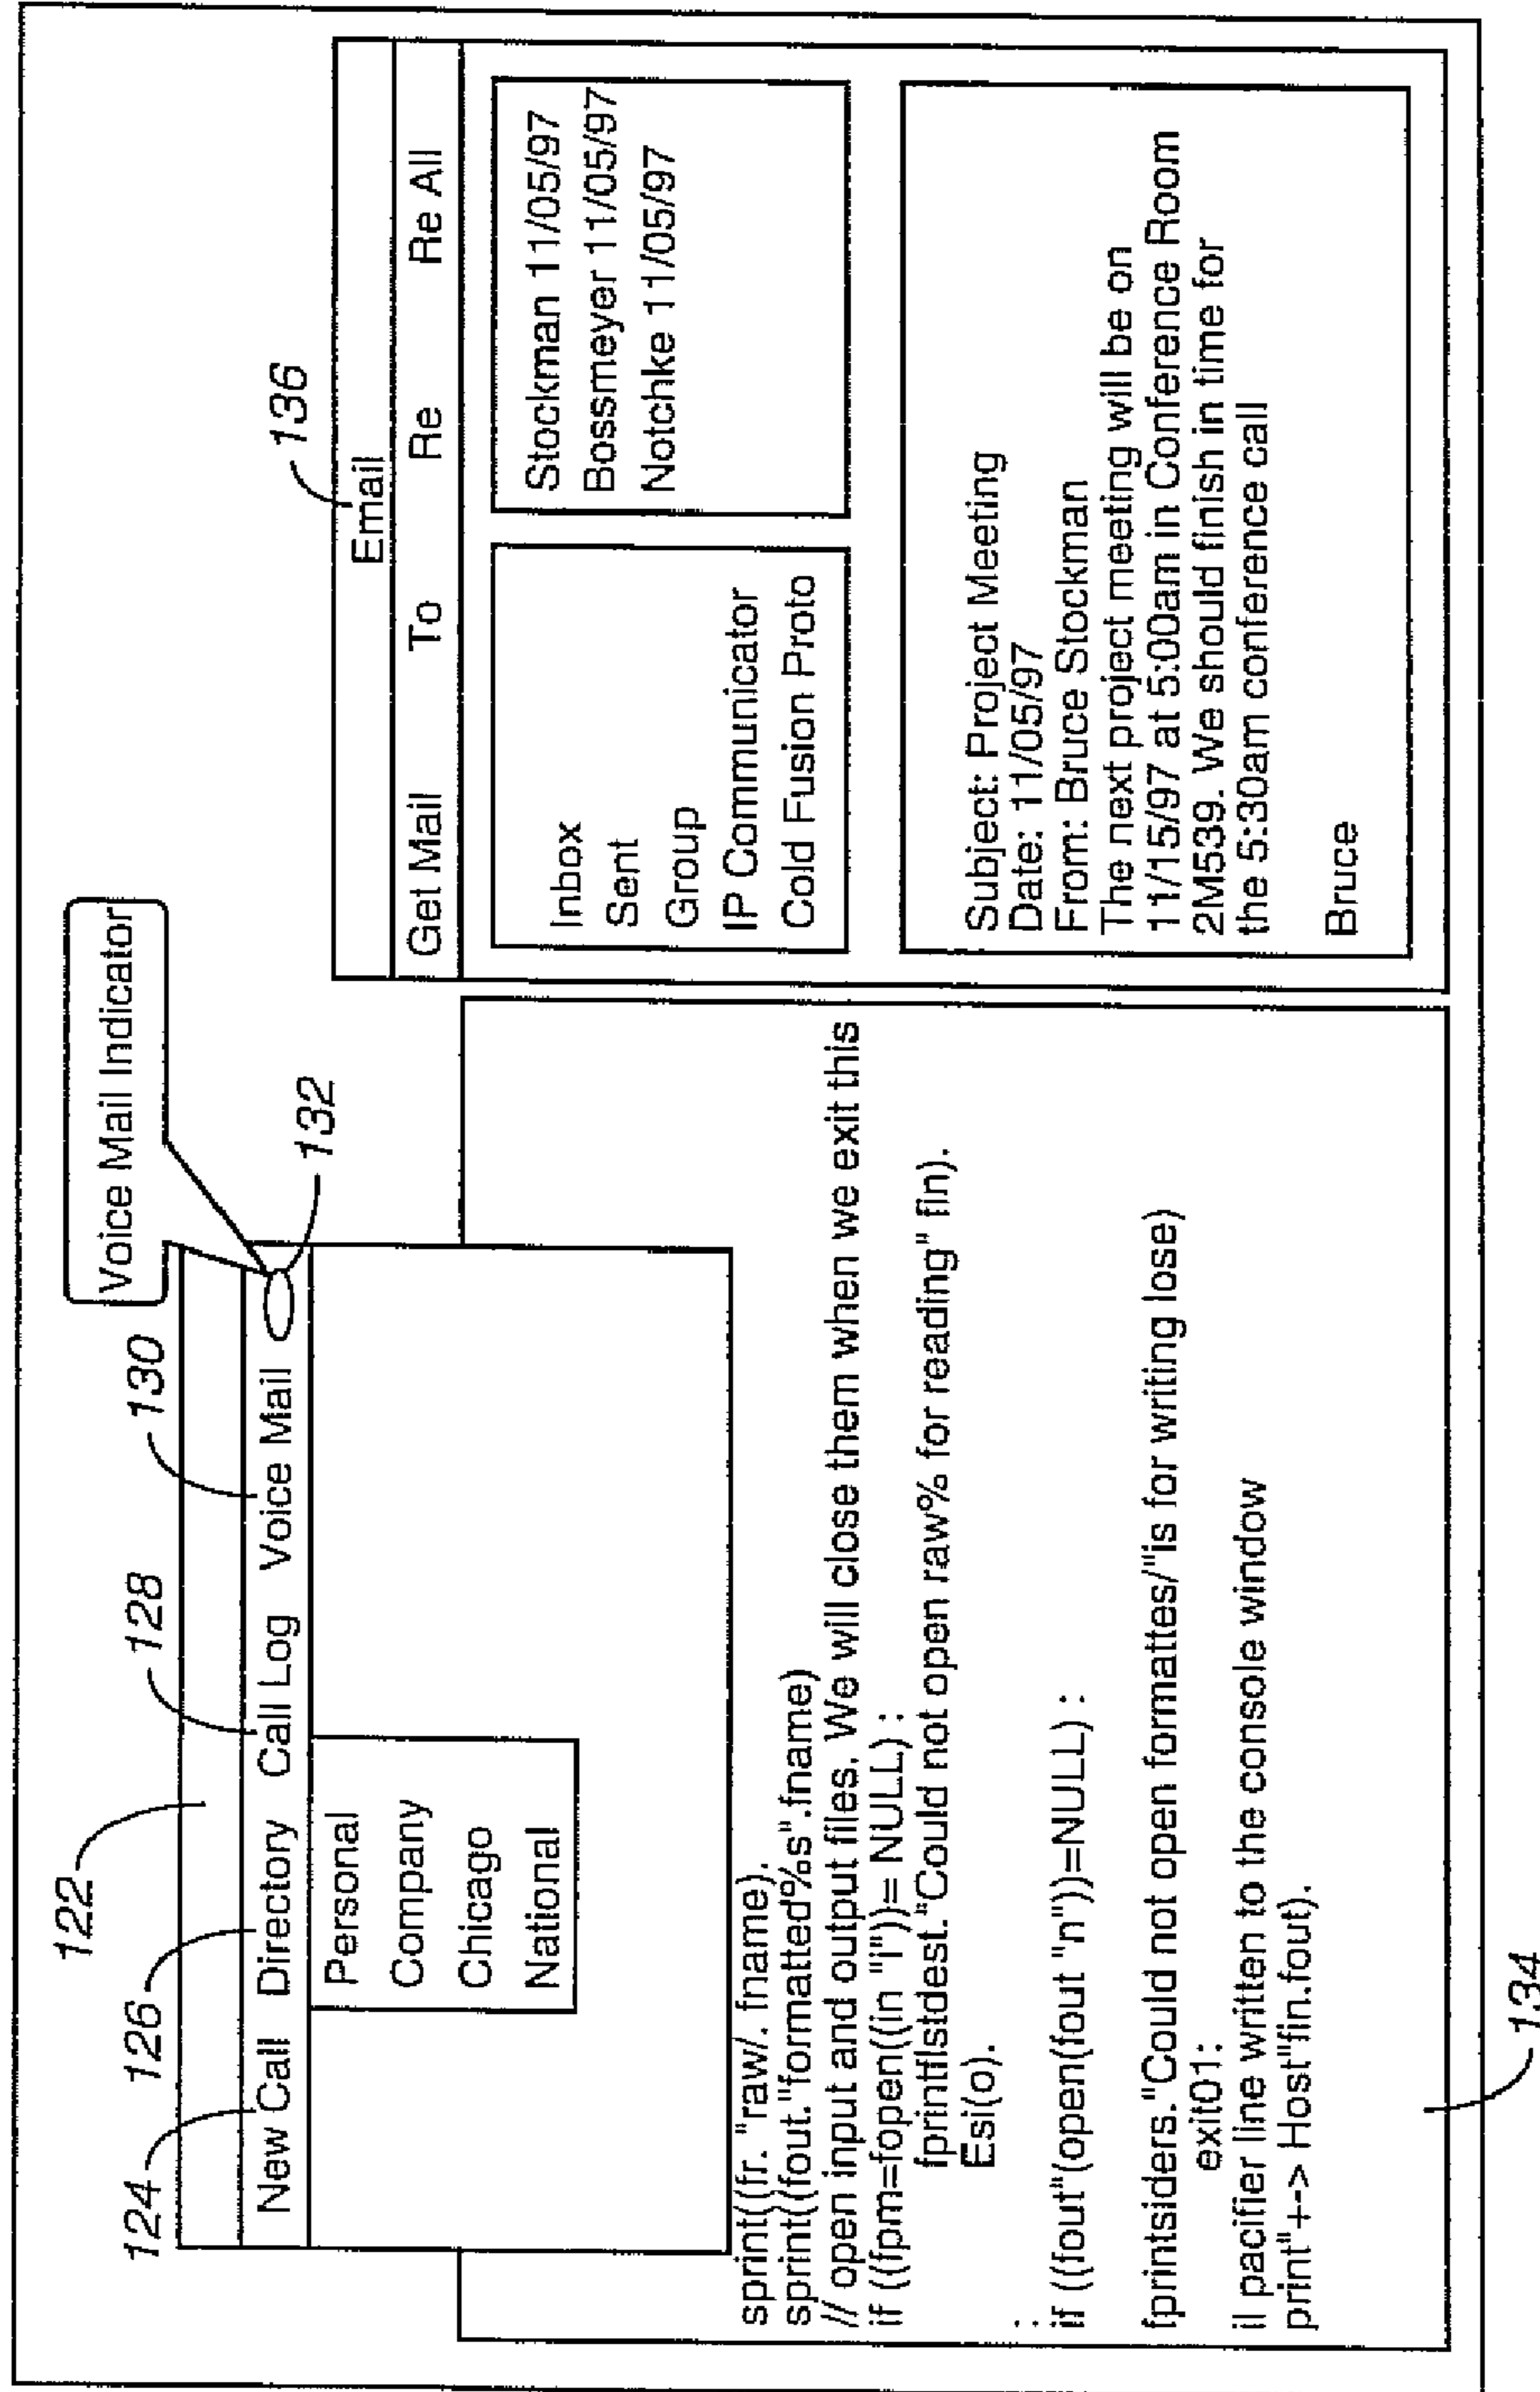 Voice Mail Indicator
122
124
126
128
130
132
New Call Directory Call Log Voice Mail
Personal
Company
Chicago
National
sprint((fr. "raw/. fname).
sprint((fout."formatted%s".fname)
// open input and output files. We will close them when we exit this
if ((fpm=fopen((in "i"))= NULL) :
fprintf|stdest."Could not open raw% for reading" fin).
Esi(o).
:
if ((fout"(open(fout "n"))=NULL) :
fprintsiders."Could not open formattes/"is for writing lose)
exit01:
il pacifier line written to the console window
print"+-> Host"fin.fout).
134
136
Email
Get Mail To Re Re All
Inbox
Sent
Group
IP Communicator
Cold Fusion Proto
Stockman 11/05/97
Bossmeyer 11/05/97
Notchke 11/05/97
Subject: Project Meeting
Date: 11/05/97
From: Bruce Stockman
The next project meeting will be on
11/15/97 at 5:00am in Conference Room
2M539. We should finish in time for
the 5:30am conference call
Bruce